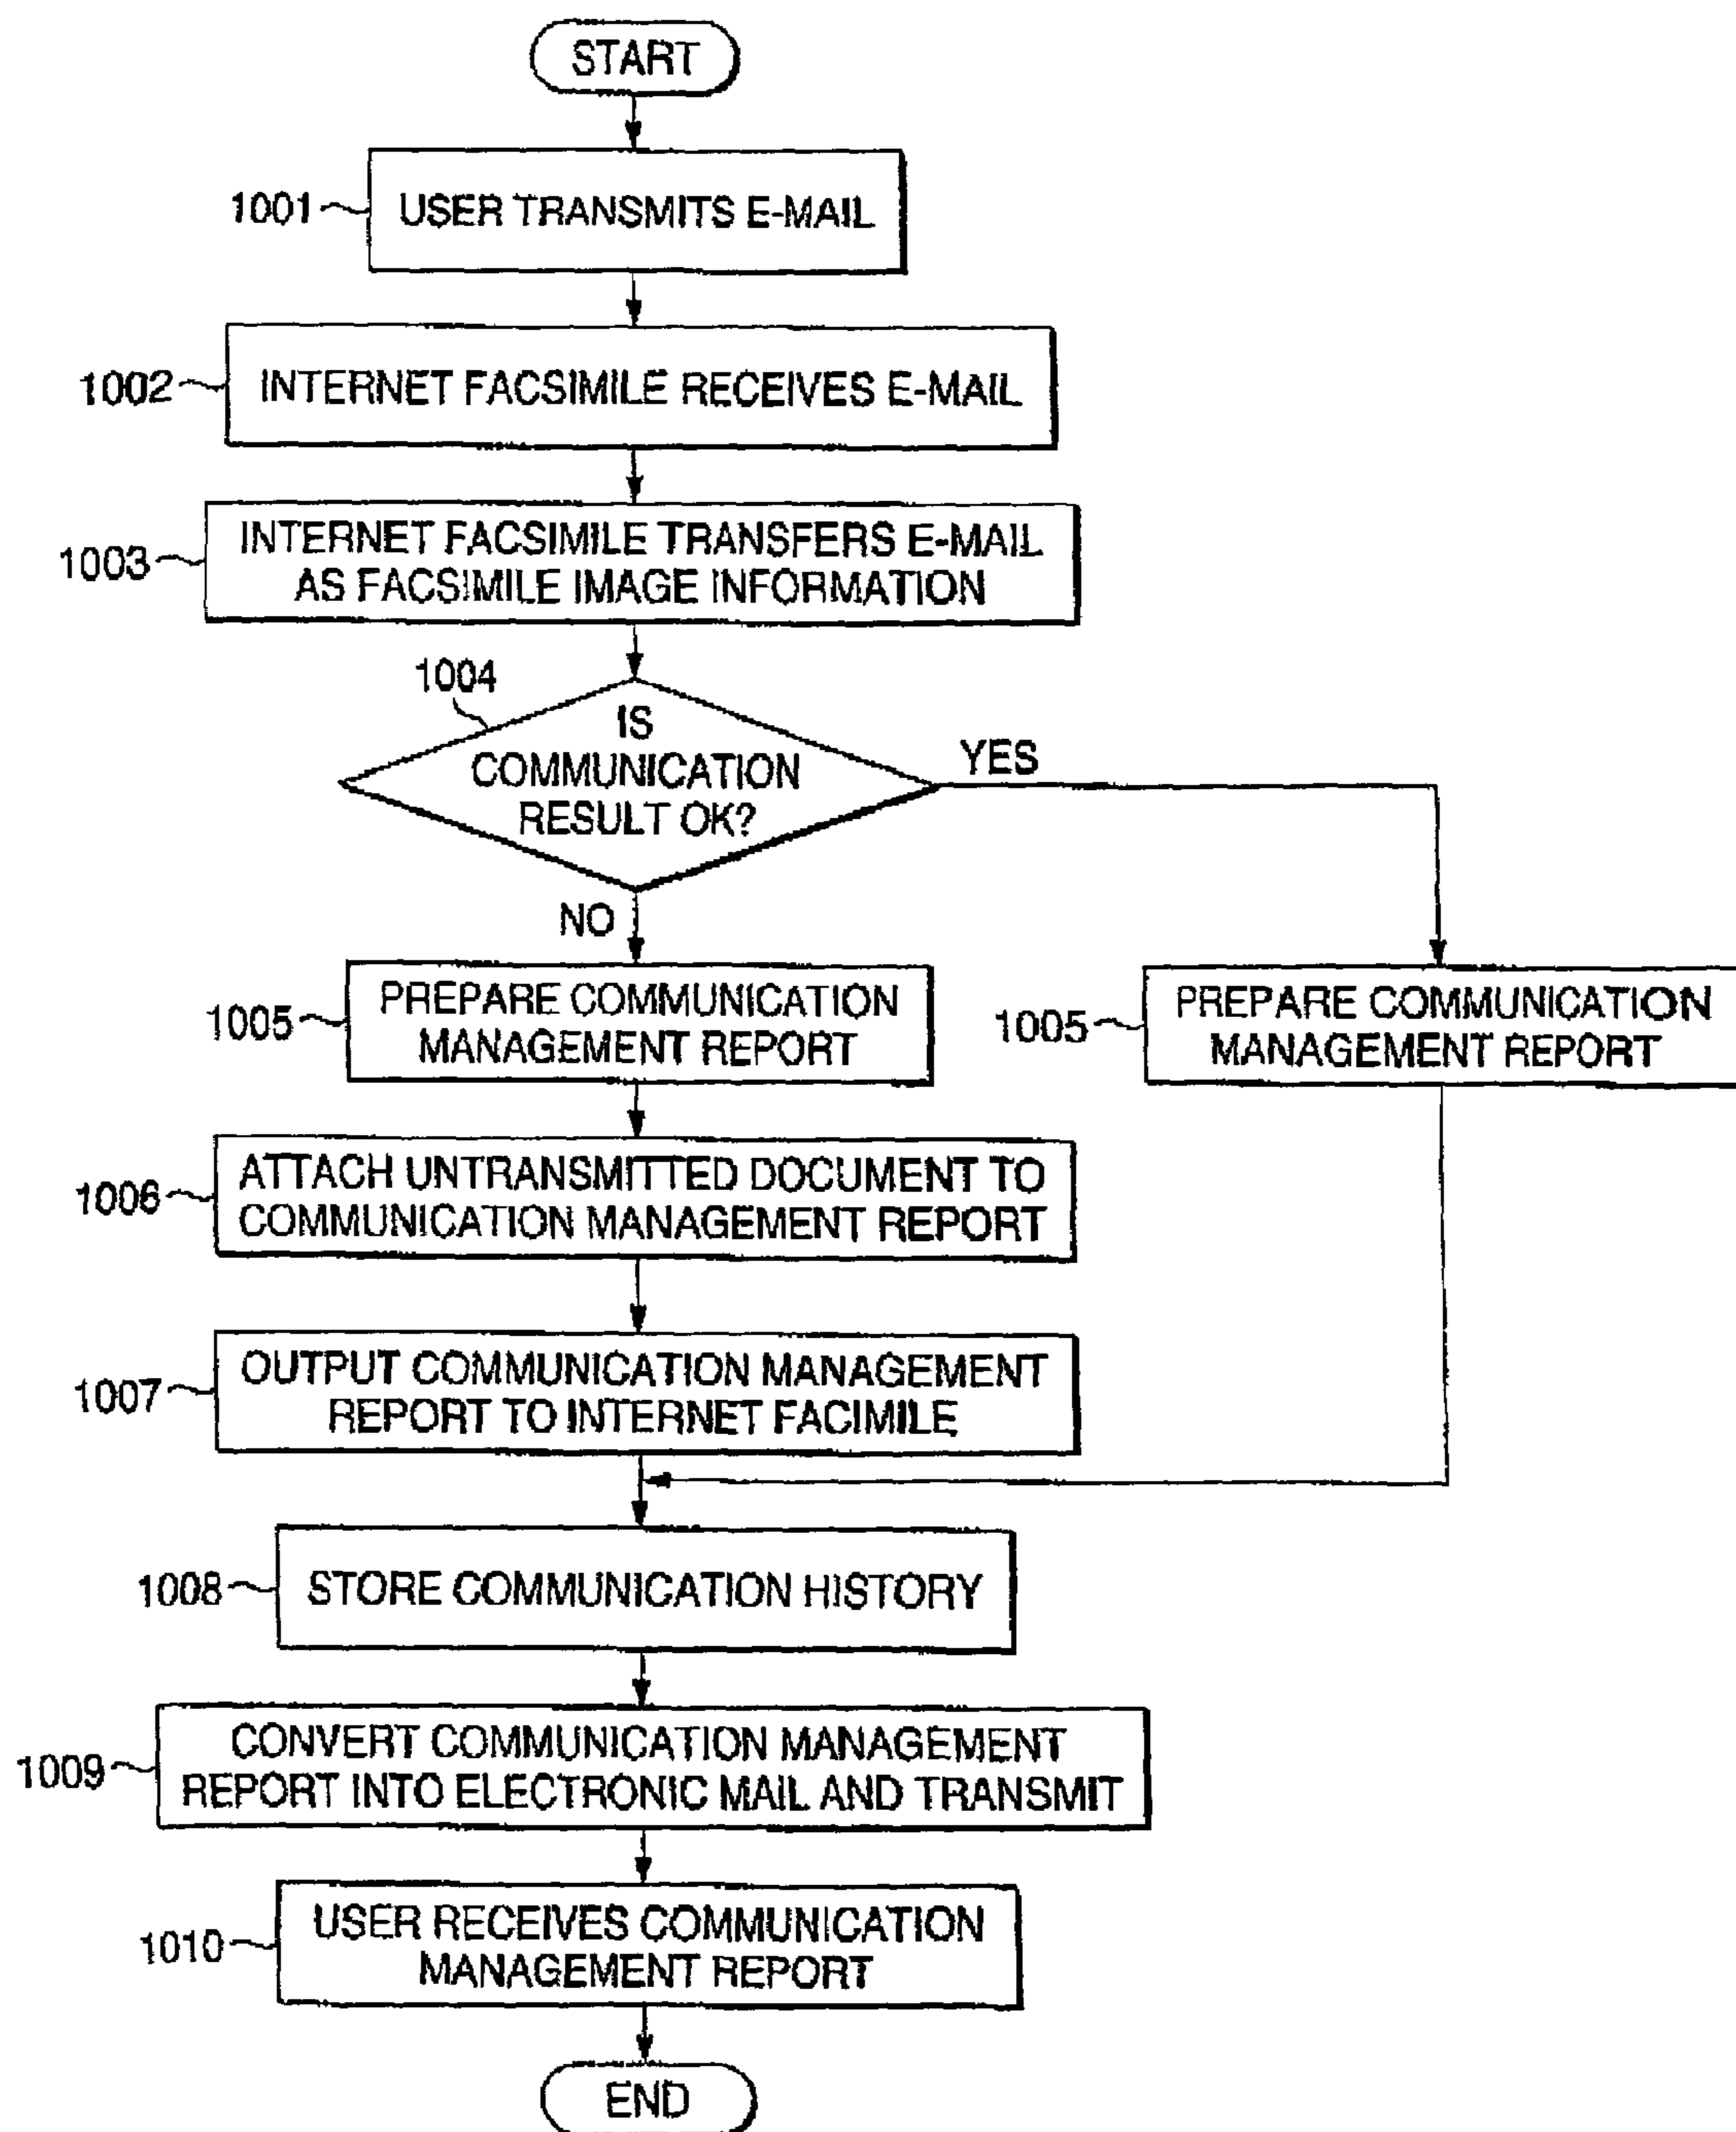 START
1001
USER TRANSMITS E-MAIL
1002
INTERNET FACSIMILE RECEIVES E-MAIL
1003
INTERNET FACSIMILE TRANSFERS E-MAIL
AS FACSIMILE IMAGE INFORMATION
1004
IS
COMMUNICATION
RESULT OK?
YES
NO
1005
PREPARE COMMUNICATION
MANAGEMENT REPORT
1005
PREPARE COMMUNICATION
MANAGEMENT REPORT
1006
ATTACH UNTRANSMITTED DOCUMENT TO
COMMUNICATION MANAGEMENT REPORT
1007
OUTPUT COMMUNICATION MANAGEMENT
REPORT TO INTERNET FACIMILE
1008
STORE COMMUNICATION HISTORY
1009
CONVERT COMMUNICATION MANAGEMENT
REPORT INTO ELECTRONIC MAIL AND TRANSMIT
1010
USER RECEIVES COMMUNICATION
MANAGEMENT REPORT
END